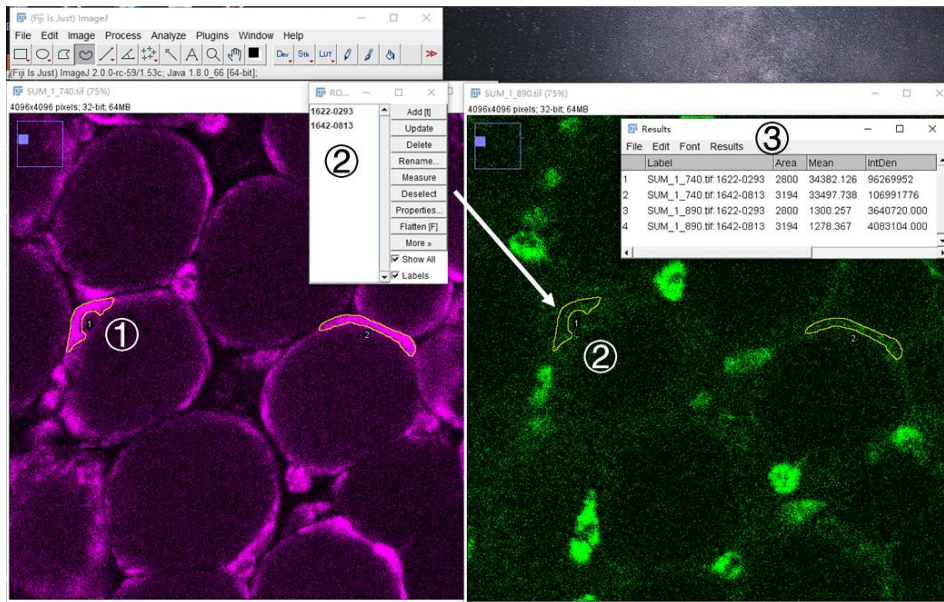 (Fiji Is Just) ImageJ
File Edit Image Process Analyze Plugins Window Help
A Dev Stk LUT >>
(Fiji Is Just) ImageJ 2.0.0-rc-59/1.53c; Java 1.8.0_66 [64-bit];
SUM_1_740.tif (75%)
4096x4096 pixels; 32-bit; 64MB
①
1
2
RO...
1622-0293
1642-0813
②
Add [t]
Update
Delete
Rename...
Measure
Deselect
Properties...
Flatten [F]
More »
Show All
Labels
SUM_1_890.tif (75%)
4096x4096 pixels; 32-bit; 64MB
Results
③
File Edit Font Results
Label Area Mean IntDen
1 SUM_1_740.tif:1622-0293 2800 34382.126 96269952
2 SUM_1_740.tif:1642-0813 3194 33497.738 106991776
3 SUM_1_890.tif:1622-0293 2800 1300.257 3640720.000
4 SUM_1_890.tif:1642-0813 3194 1278.367 4083104.000
1
②
2